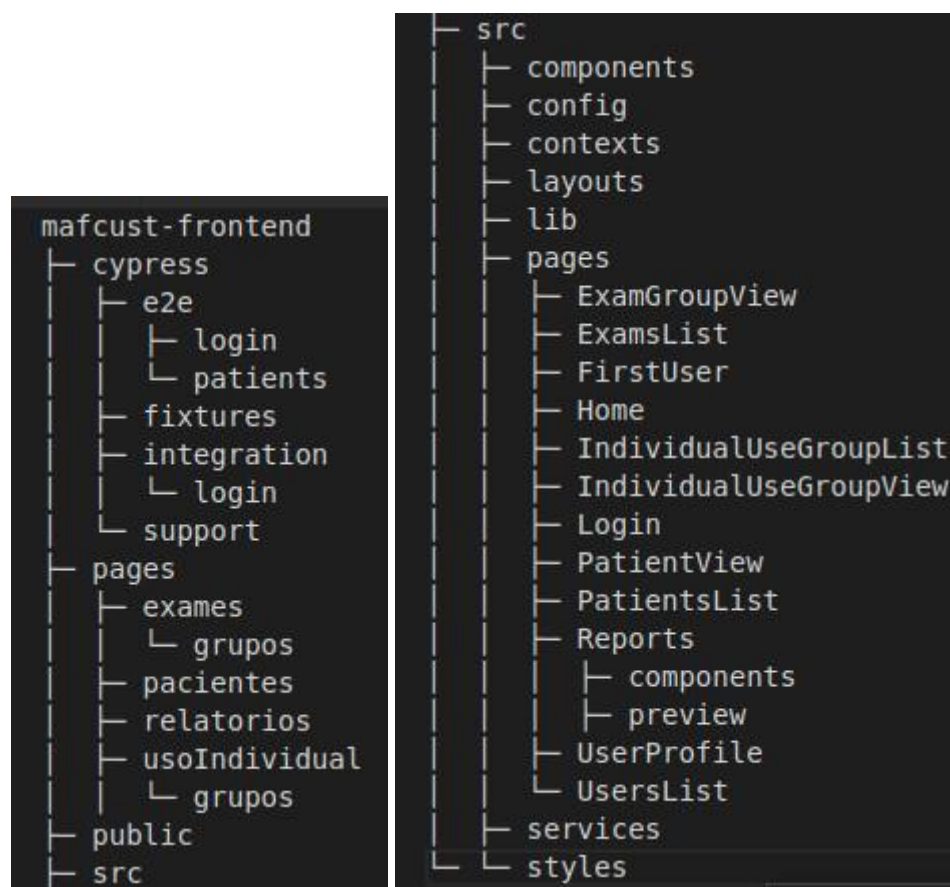 mafcust-frontend
├─ cypress
│  ├─ e2e
│  │  ├─ login
│  │  └─ patients
│  ├─ fixtures
│  ├─ integration
│  │  └─ login
│  └─ support
├─ pages
│  ├─ exames
│  │  └─ grupos
│  ├─ pacientes
│  ├─ relatorios
│  ├─ usoIndividual
│  │  └─ grupos
├─ public
├─ src
├─ src
│  ├─ components
│  ├─ config
│  ├─ contexts
│  ├─ layouts
│  ├─ lib
│  ├─ pages
│  │  ├─ ExamGroupView
│  │  ├─ ExamsList
│  │  ├─ FirstUser
│  │  ├─ Home
│  │  ├─ IndividualUseGroupList
│  │  ├─ IndividualUseGroupView
│  │  ├─ Login
│  │  ├─ PatientView
│  │  ├─ PatientsList
│  │  ├─ Reports
│  │  │  ├─ components
│  │  │  ├─ preview
│  │  ├─ UserProfile
│  │  └─ UsersList
│  ├─ services
└─ └─ styles